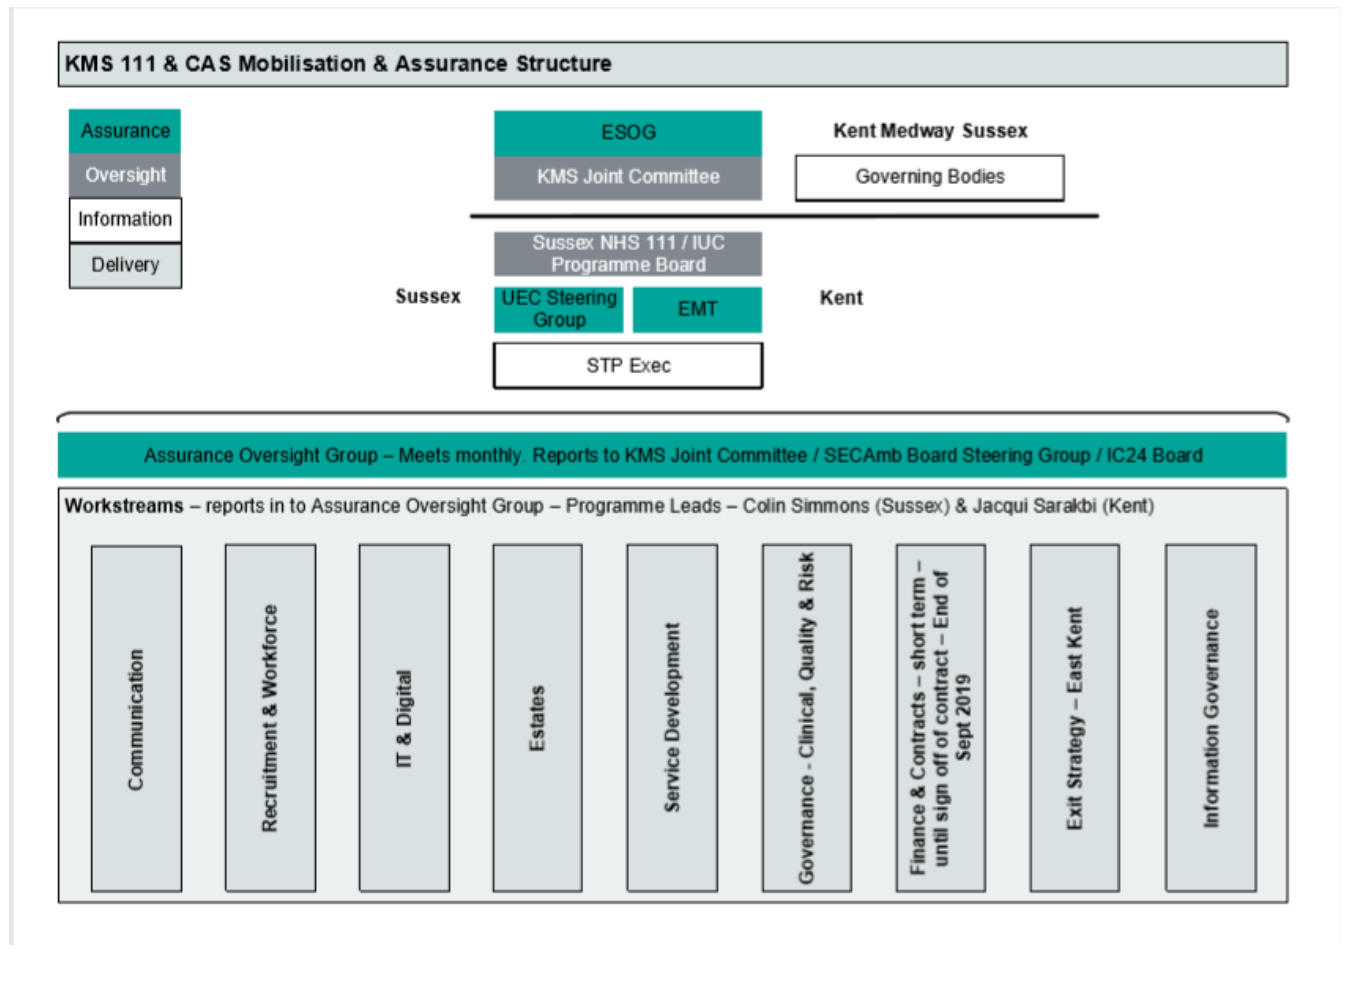 KMS 111 & CAS Mobilisation & Assurance Structure
Assurance
Oversight
Information
Delivery
ESOG
KMS Joint Committee
Kent Medway Sussex
Governing Bodies
Sussex NHS 111 / IUC
Programme Board
Sussex
UEC Steering
Group
EMT
Kent
STP Exec
Assurance Oversight Group – Meets monthly. Reports to KMS Joint Committee / SECAmb Board Steering Group / IC24 Board
Workstreams – reports in to Assurance Oversight Group – Programme Leads – Colin Simmons (Sussex) & Jacqui Sarakbi (Kent)
Communication
Recruitment & Workforce
IT & Digital
Estates
Service Development
Governance - Clinical, Quality & Risk
Finance & Contracts – short term –
until sign off of contract – End of
Sept 2019
Exit Strategy – East Kent
Information Governance